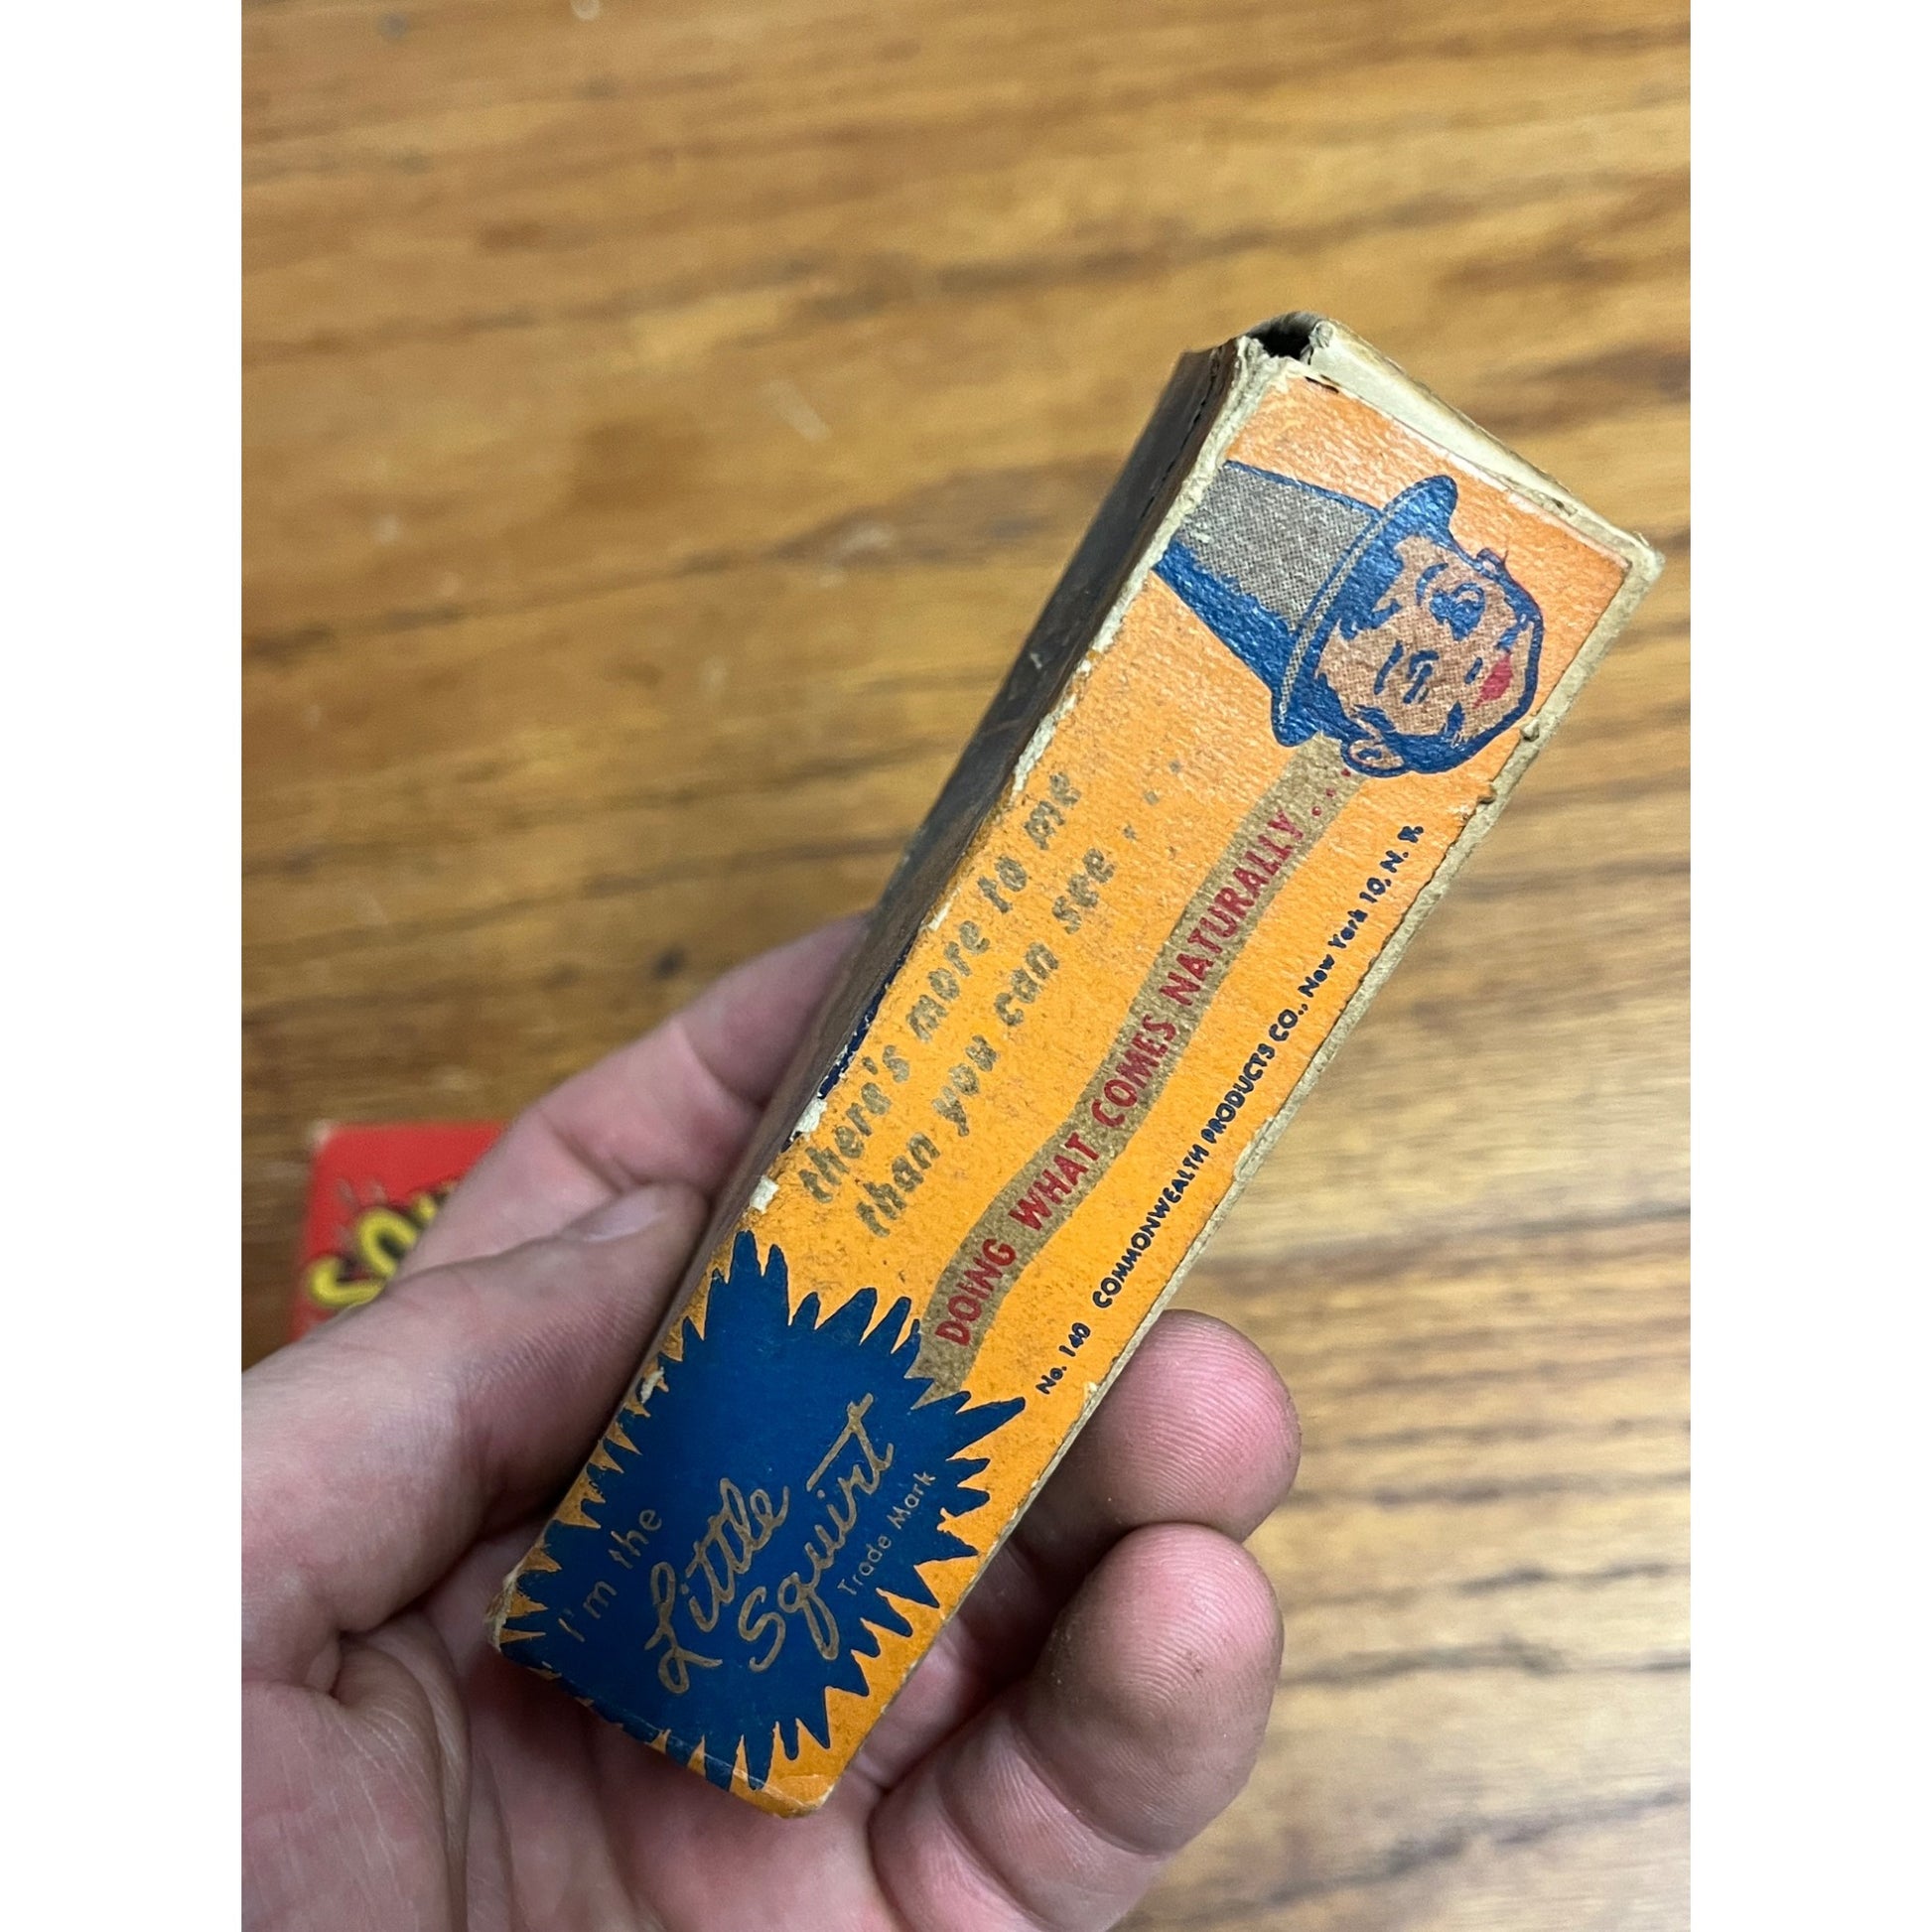 there's more to me
than you can see
DOING WHAT COMES NATURALLY....
No. 140 COMMONWEALTH PRODUCTS CO., New York 10, N. Y.
I'm the
Little
Squirt
Trade Mark